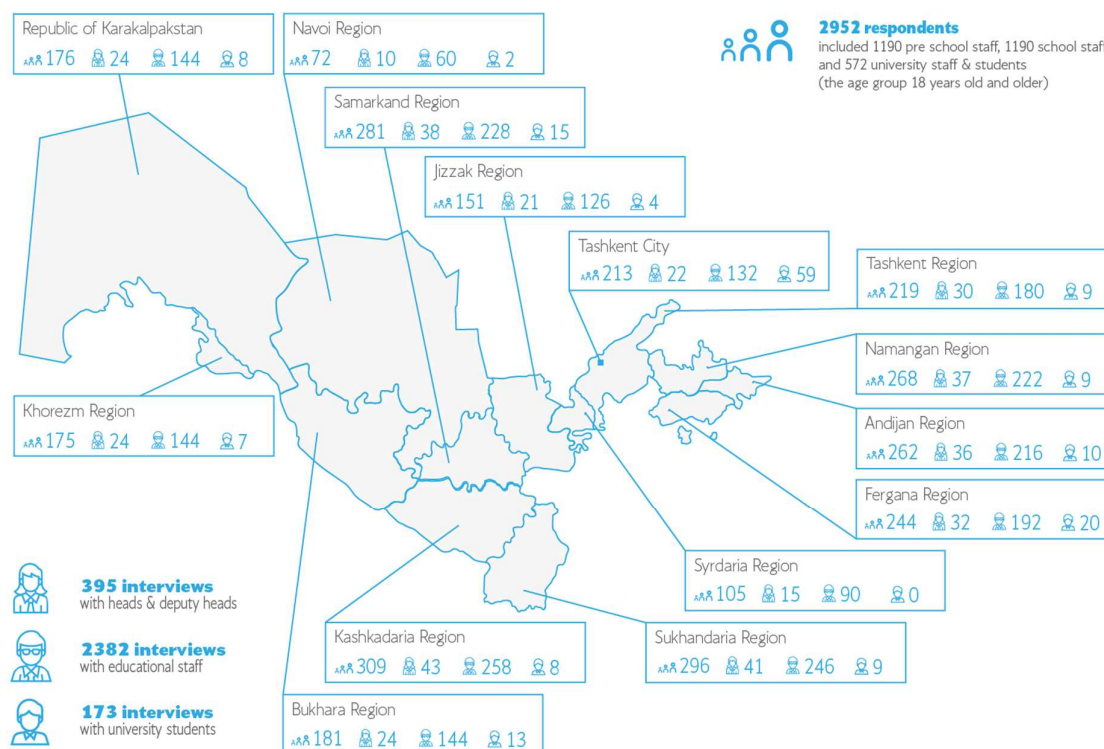 Republic of Karakalpakstan
176 24 144 8
Navoi Region
72 10 60 2
2952 respondents
included 1190 pre school staff, 1190 school staff
and 572 university staff & students
(the age group 18 years old and older)
Samarkand Region
281 38 228 15
Jizzak Region
151 21 126 4
Tashkent City
213 22 132 59
Tashkent Region
219 30 180 9
Namangan Region
268 37 222 9
Khorezm Region
175 24 144 7
Andijan Region
262 36 216 10
Fergana Region
244 32 192 20
Syrdaria Region
105 15 90 0
395 interviews
with heads & deputy heads
Kashkadaria Region
309 43 258 8
Sukhandaria Region
296 41 246 9
2382 interviews
with educational staff
173 interviews
with university students
Bukhara Region
181 24 144 13